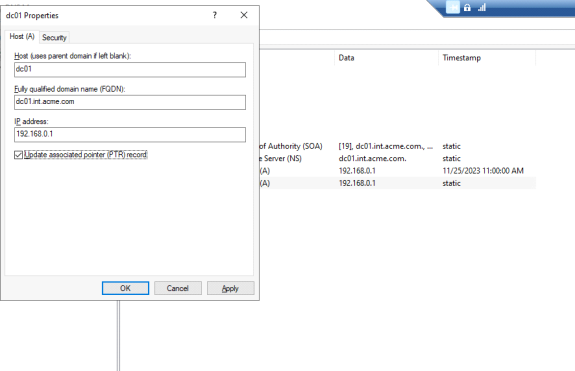 dc01 Properties
?
Host (A)
Security
Host (uses parent domain if left blank):
dc01
Fully qualified domain name (FQDN):
dc01.int.acme.com
IP address:
192.168.0.1
Update associated pointer (PTR) record
OK
Cancel
Apply
Data
Timestamp
of Authority (SOA)
[19], dc01.int.acme.com., ...
static
e Server (NS)
dc01.int.acme.com.
static
(A)
192.168.0.1
11/25/2023 11:00:00 AM
(A)
192.168.0.1
static